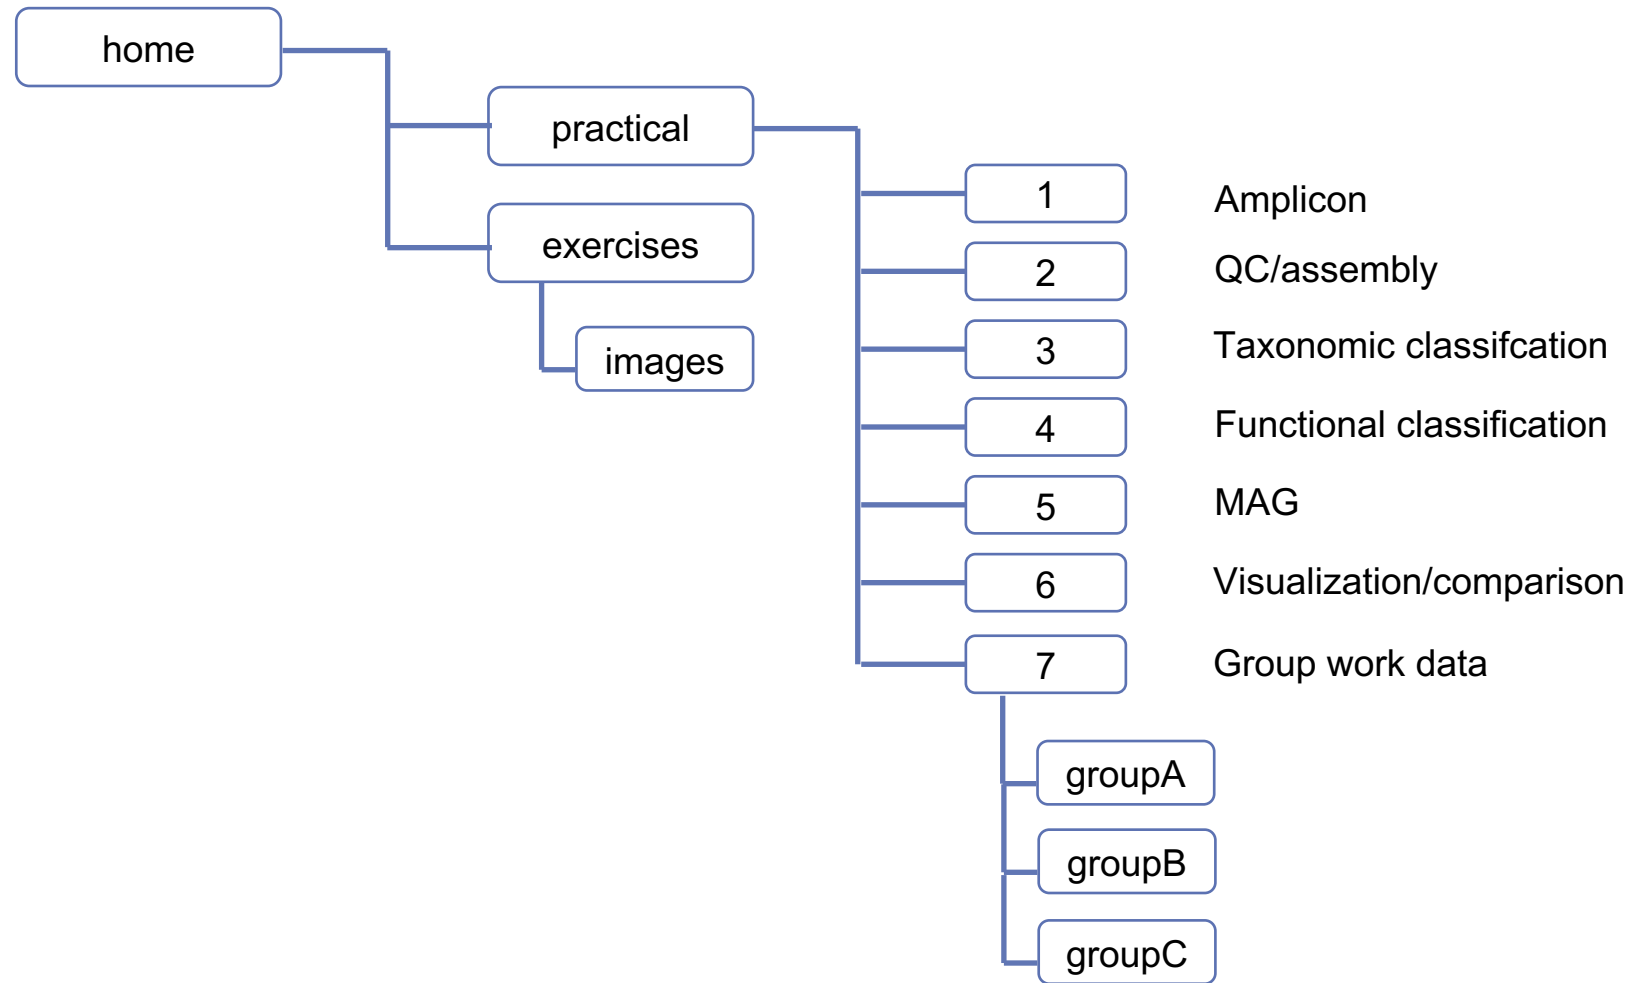 home
practical
exercises
images
1 Amplicon
2 QC/assembly
3 Taxonomic classifcation
4 Functional classification
5 MAG
6 Visualization/comparison
7 Group work data
groupA
groupB
groupC